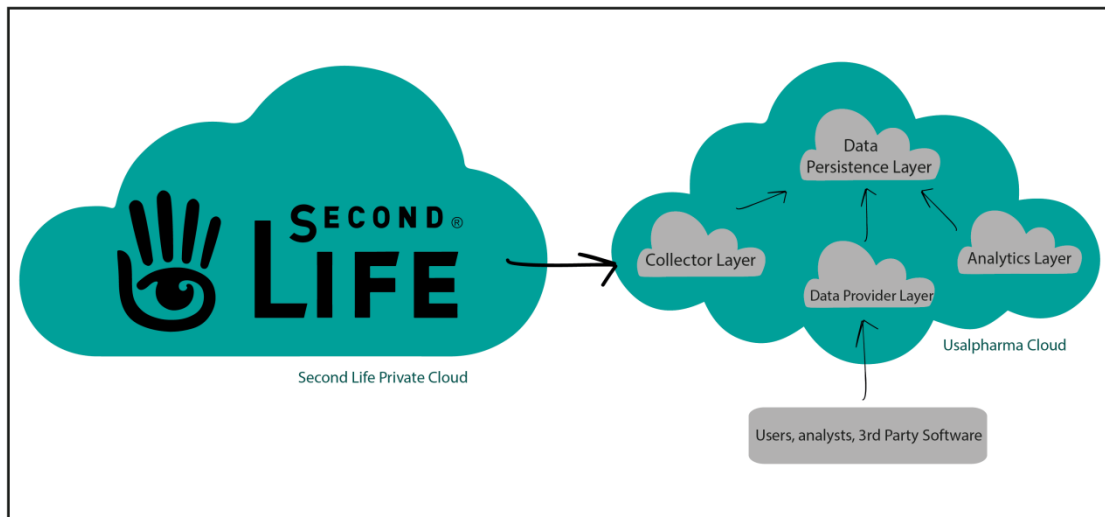 SECOND ®
LIFE
Second Life Private Cloud
Data
Persistence Layer
Collector Layer
Data Provider Layer
Analytics Layer
Usalpharma Cloud
Users, analysts, 3rd Party Software